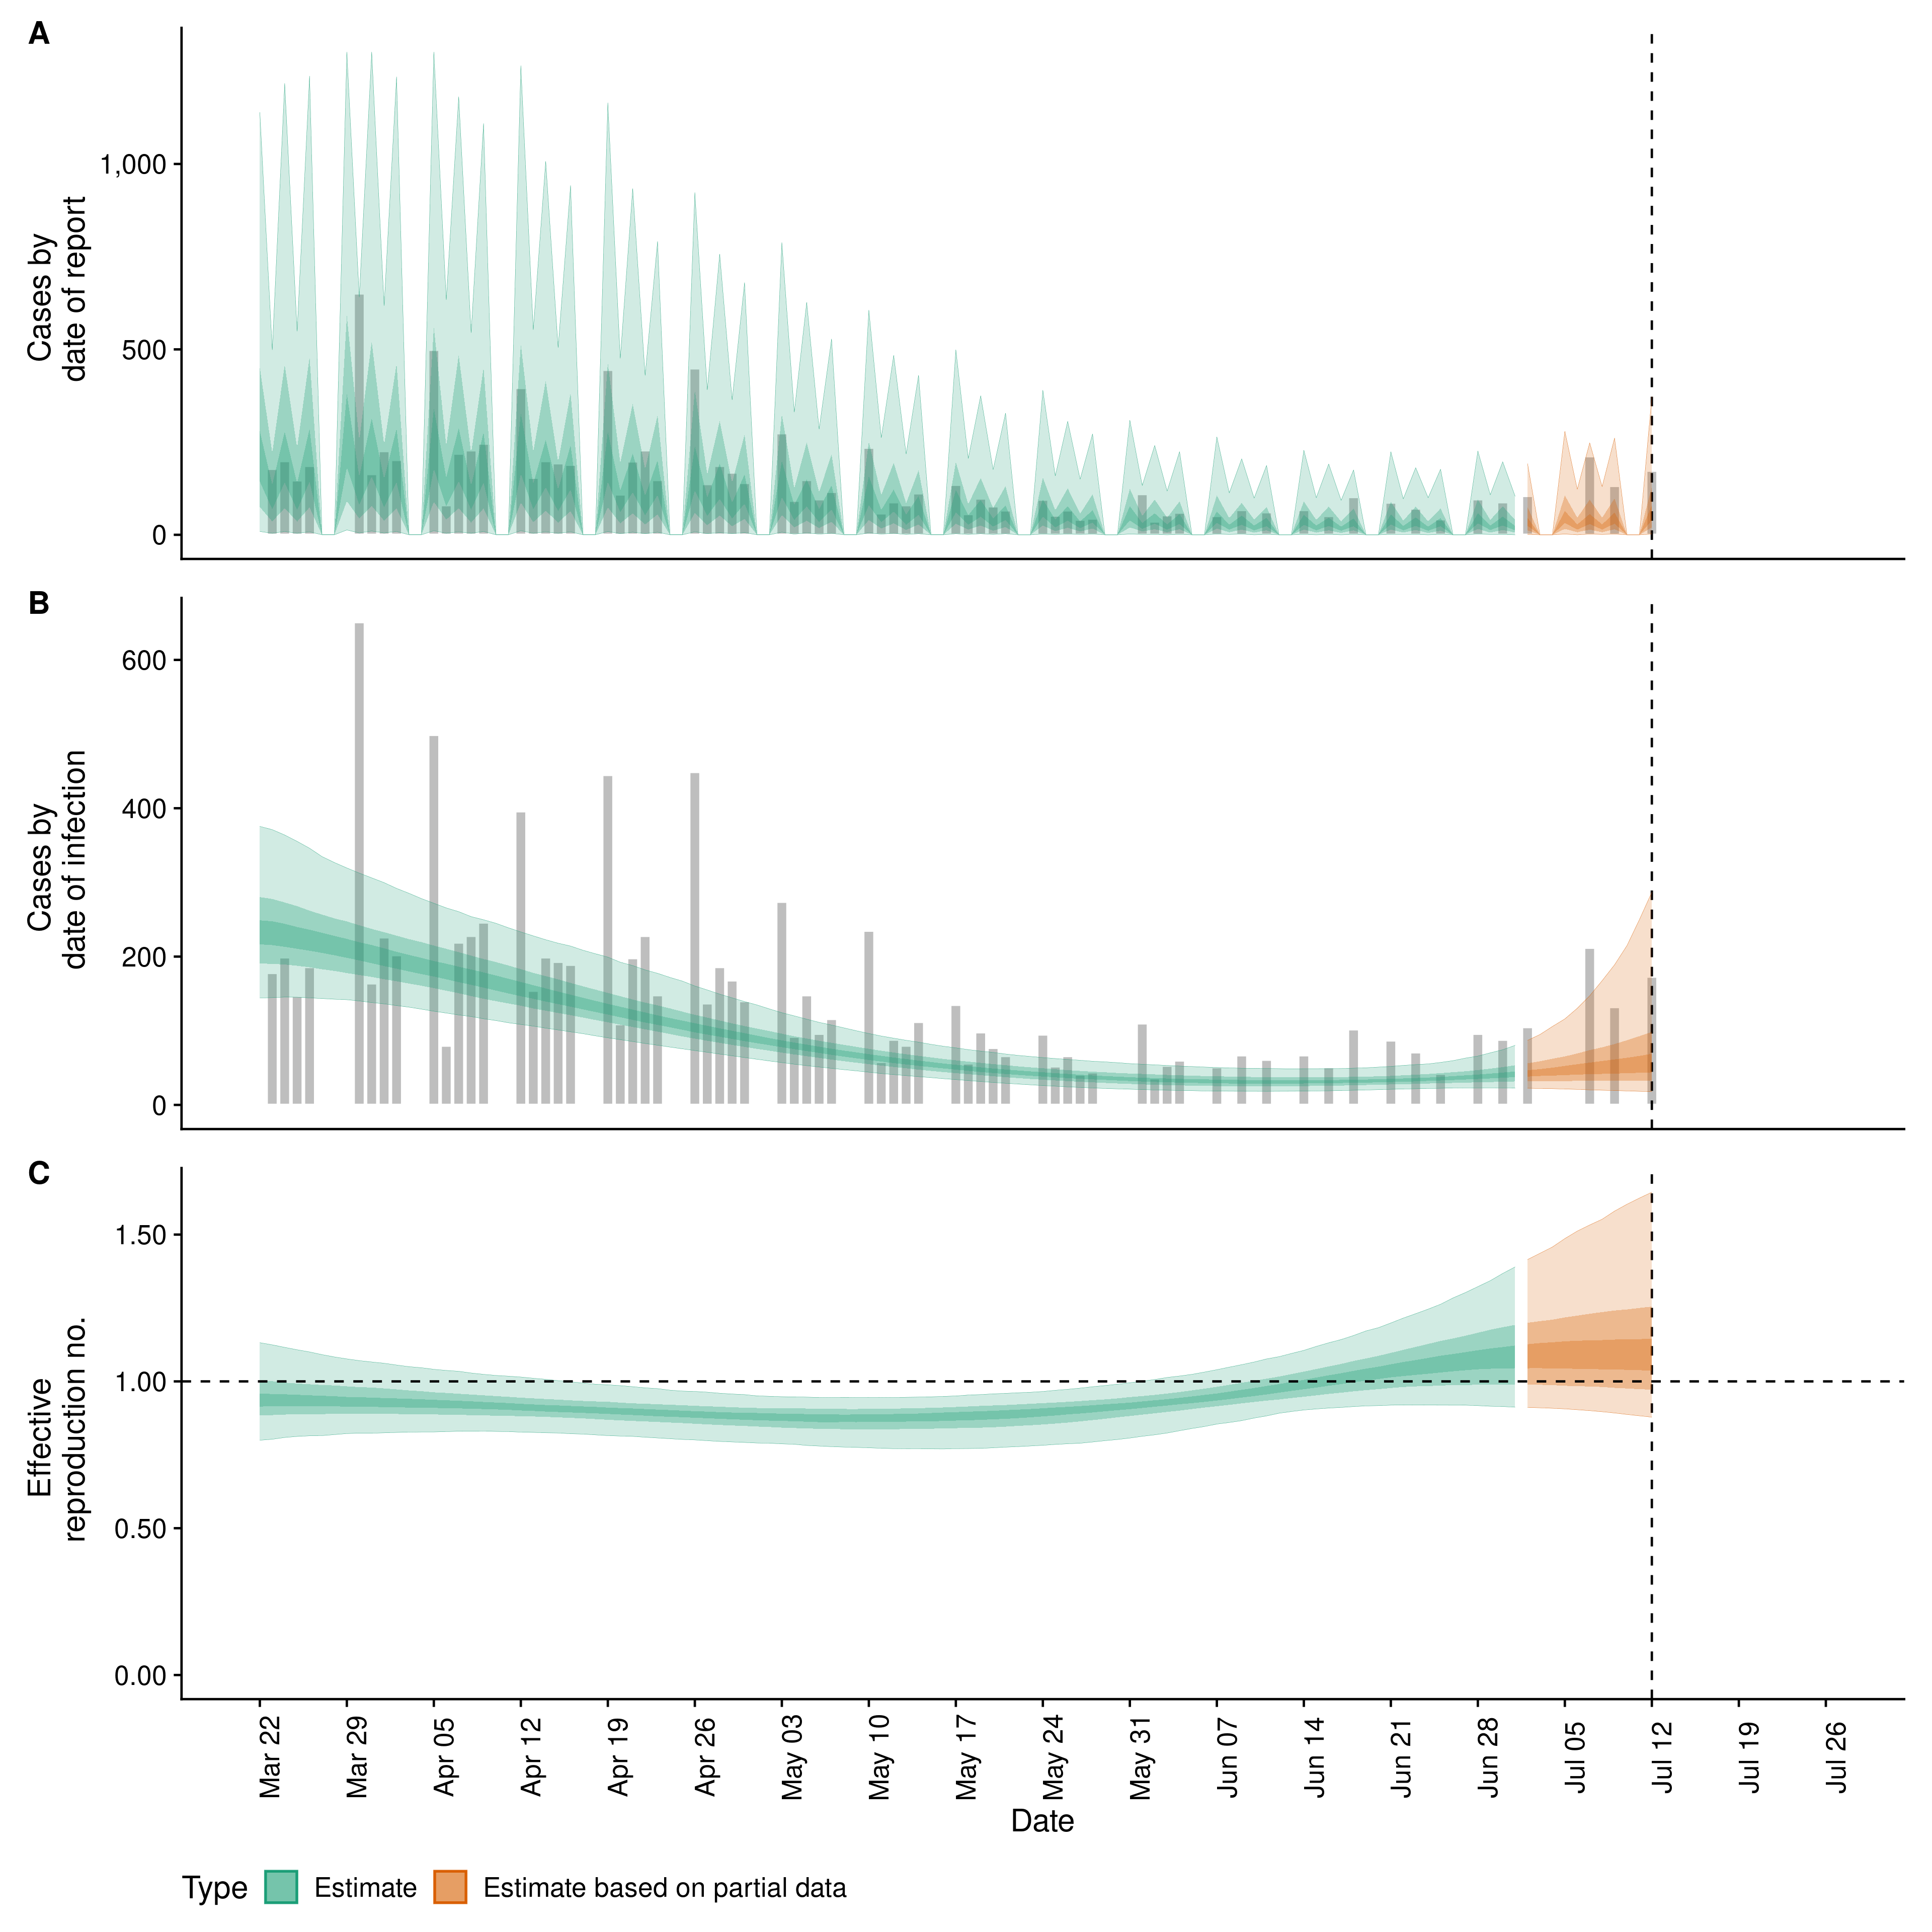 A
Cases by
date of report
1,000
500
0
B
Cases by
date of infection
600
400
200
0
C
Effective
reproduction no.
1.50
1.00
0.50
0.00
Mar 22
Mar 29
Apr 05
Apr 12
Apr 19
Apr 26
May 03
May 10
May 17
May 24
May 31
Jun 07
Jun 14
Jun 21
Jun 28
Jul 05
Jul 12
Jul 19
Jul 26
Date
Type Estimate Estimate based on partial data